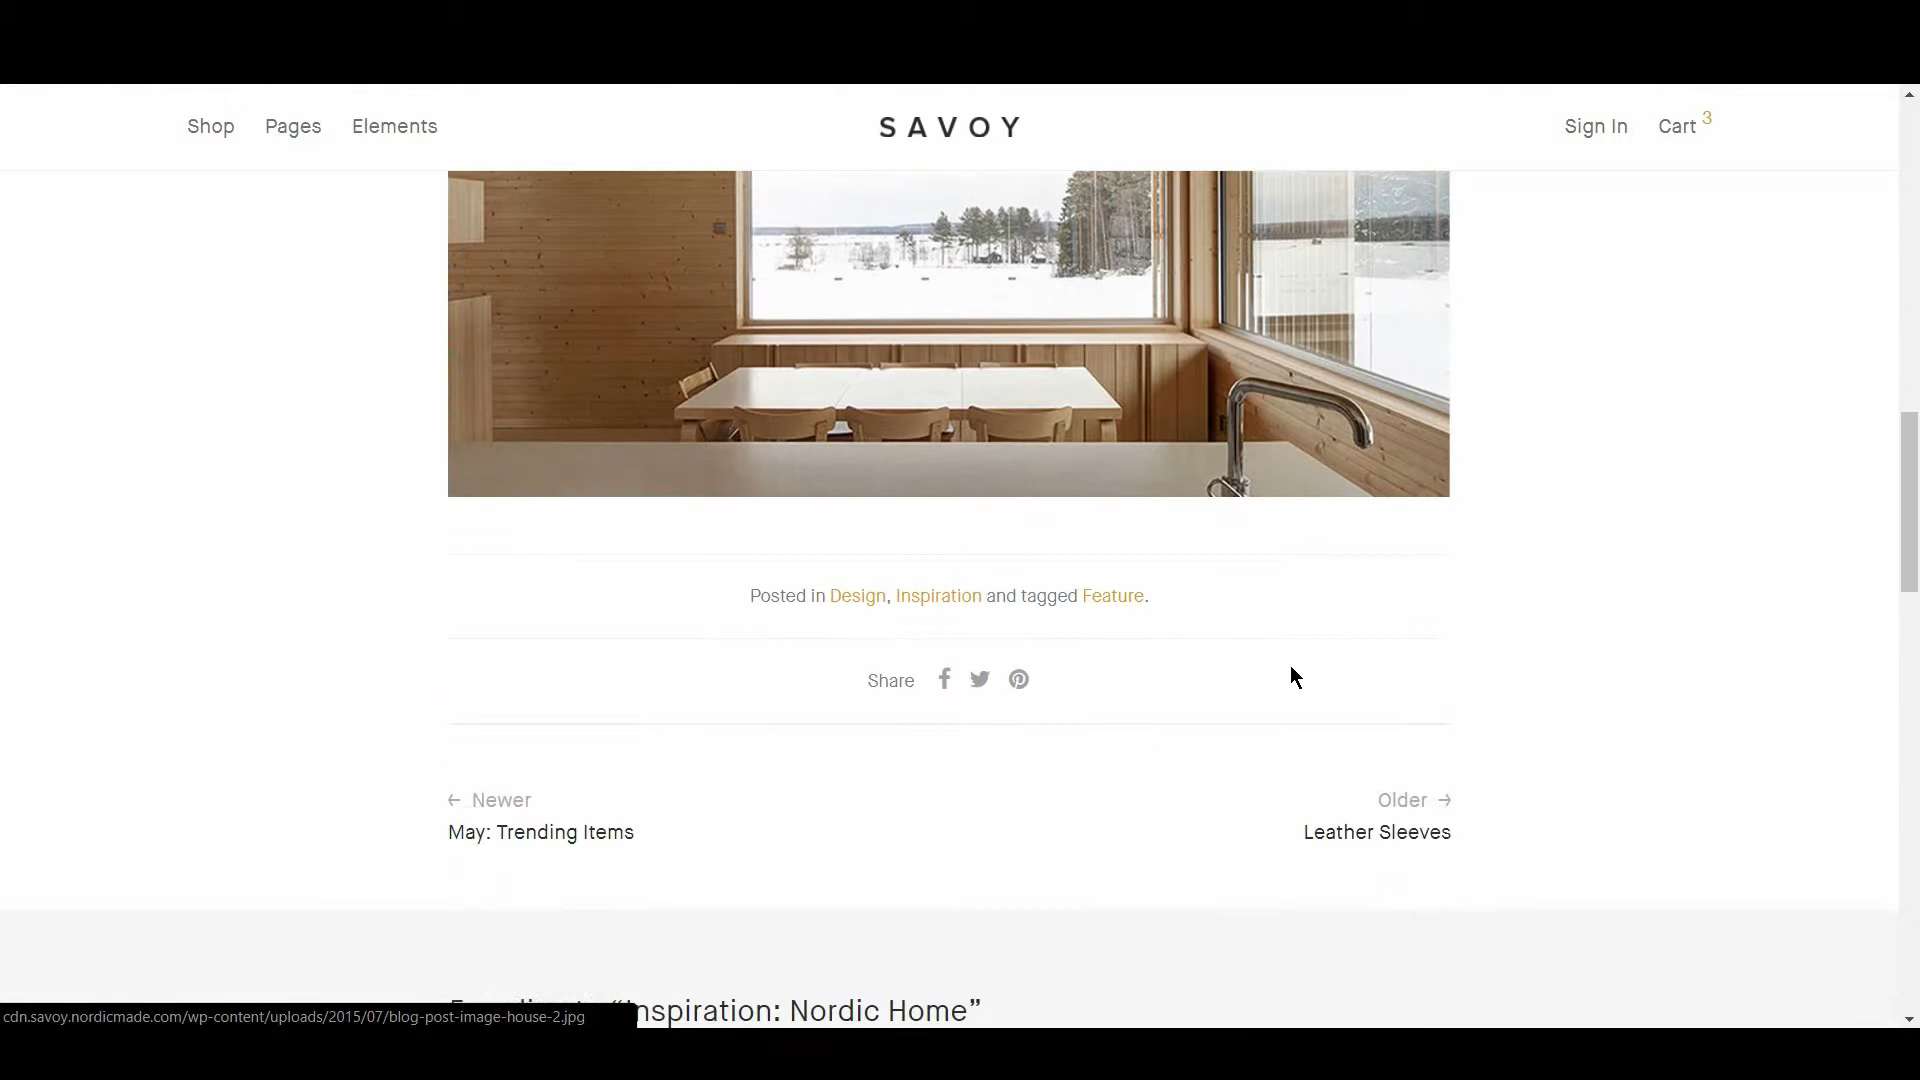 Shop Pages Elements
SAVOY
Sign In Cart 3
Posted in Design, Inspiration and tagged Feature.
Share
← Newer
May: Trending Items
Older →
Leather Sleeves
nspiration: Nordic Home”
cdn.savoy.nordicmade.com/wp-content/uploads/2015/07/blog-post-image-house-2.jpg